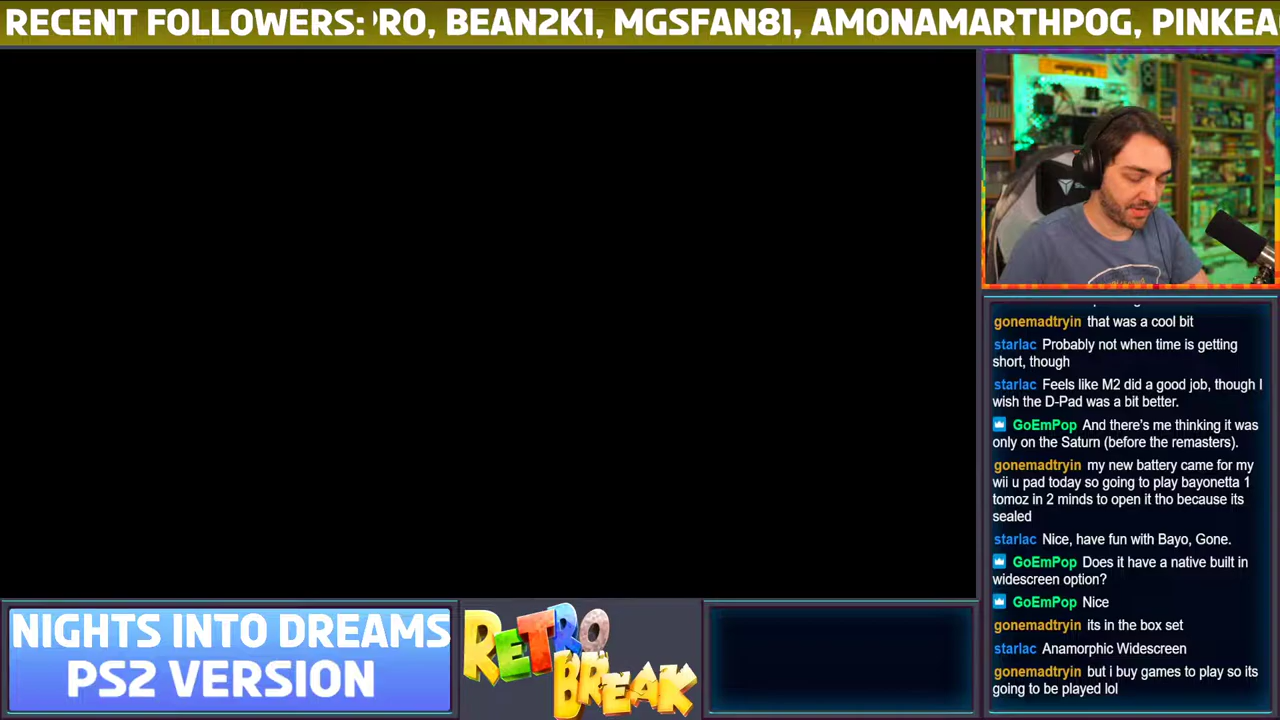 RECENT FOLLOWERS: RO, BEAN2K1, MGSFAN81, AMONAMARTHPOG, PINKEA
gonemadtryin that was a cool bit
starlac Probably not when time is getting
short, though
starlac Feels like M2 did a good job, though I
wish the D-Pad was a bit better.
GoEmPop And there's me thinking it was
only on the Saturn (before the remasters).
gonemadtryin my new battery came for my
wii u pad today so going to play bayonetta 1
tomoz in 2 minds to open it tho because its
sealed
starlac Nice, have fun with Bayo, Gone.
GoEmPop Does it have a native built in
widescreen option?
GoEmPop Nice
gonemadtryin its in the box set
starlac Anamorphic Widescreen
gonemadtryin but i buy games to play so its
going to be played lol
NIGHTS INTO DREAMS
PS2 VERSION
RETRO
BREAK